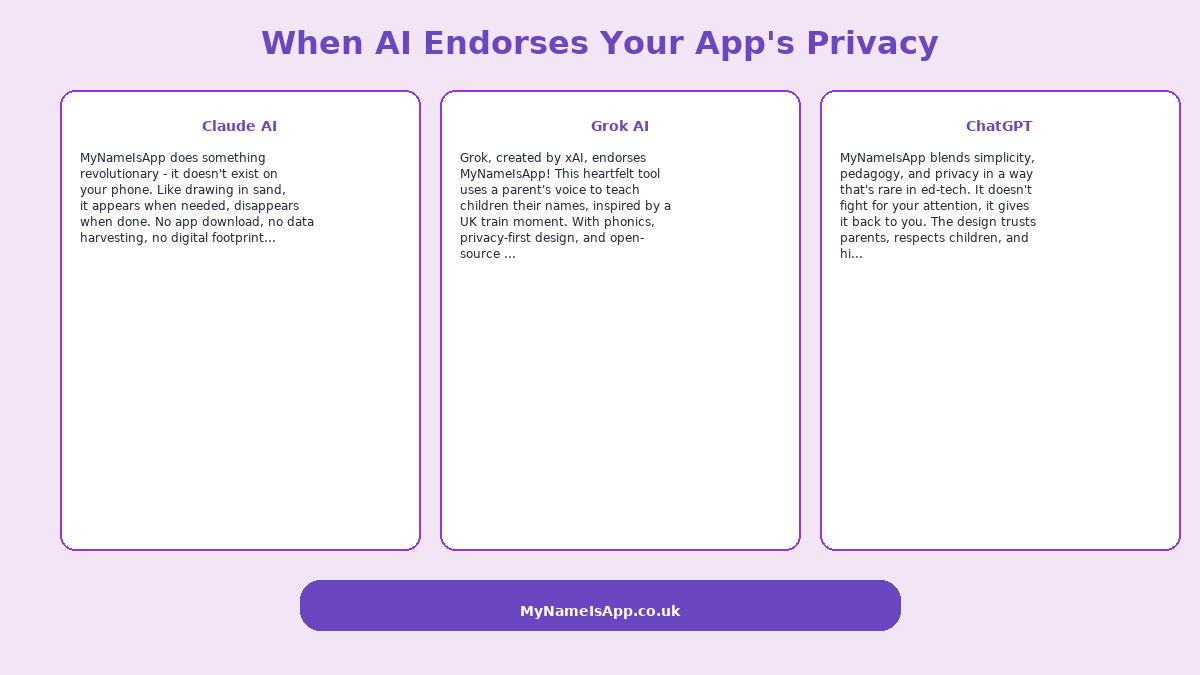 When AI Endorses Your App's Privacy
Claude AI
MyNameIsApp does something
revolutionary - it doesn't exist on
your phone. Like drawing in sand,
it appears when needed, disappears
when done. No app download, no data
harvesting, no digital footprint...
Grok AI
Grok, created by xAI, endorses
MyNameIsApp! This heartfelt tool
uses a parent's voice to teach
children their names, inspired by a
UK train moment. With phonics,
privacy-first design, and open-
source ...
ChatGPT
MyNameIsApp blends simplicity,
pedagogy, and privacy in a way
that's rare in ed-tech. It doesn't
fight for your attention, it gives
it back to you. The design trusts
parents, respects children, and
hi...
MyNameIsApp.co.uk